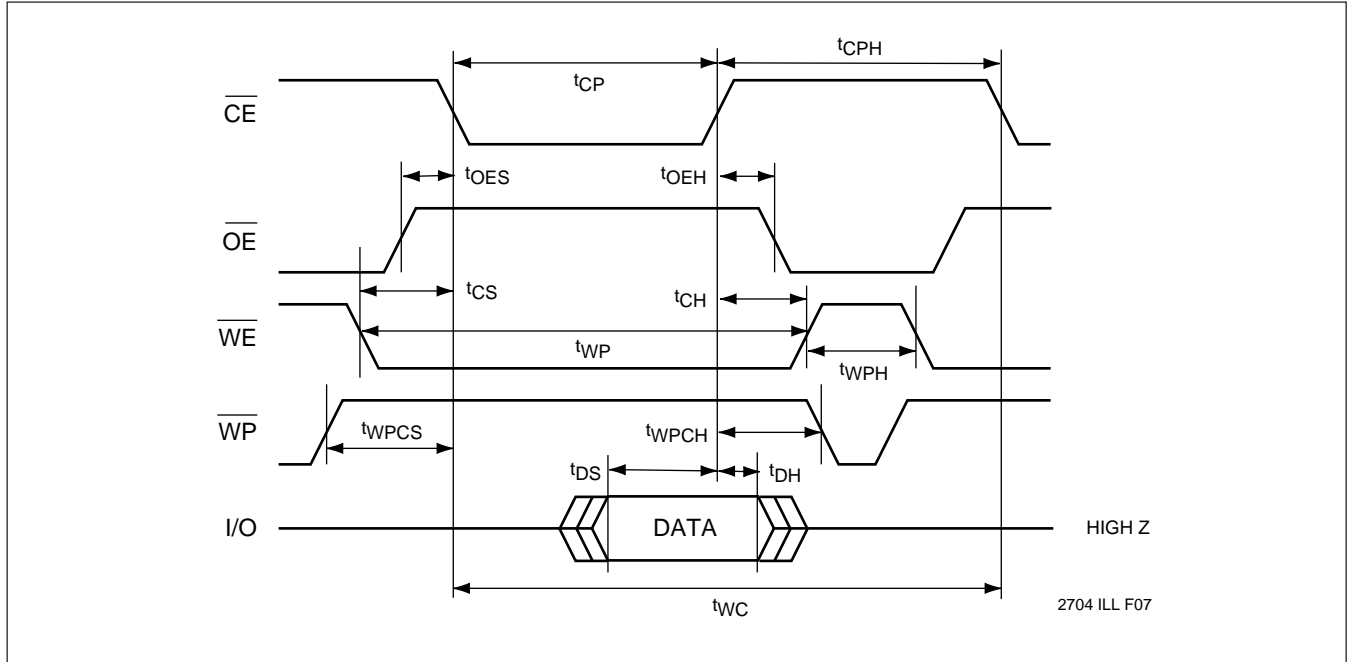 tCPH
tCP
CE
tOES
tOEH
OE
tCS
tCH
WE
tWP
tWPH
WP
tWPCS
tWPCH
tDS
tDH
I/O
DATA
HIGH Z
tWC
2704 ILL F07